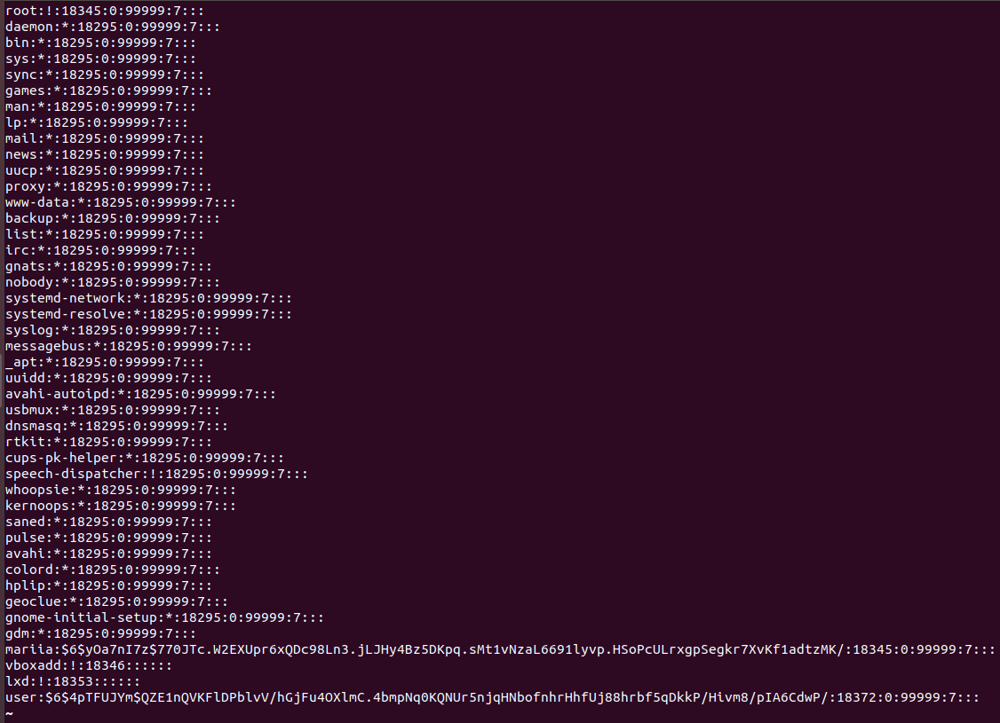 root:!:18345:0:99999:7:::
daemon:*:18295:0:99999:7:::
bin:*:18295:0:99999:7:::
sys:*:18295:0:99999:7:::
sync:*:18295:0:99999:7:::
games:*:18295:0:99999:7:::
man:*:18295:0:99999:7:::
lp:*:18295:0:99999:7:::
mail:*:18295:0:99999:7:::
news:*:18295:0:99999:7:::
uucp:*:18295:0:99999:7:::
proxy:*:18295:0:99999:7:::
www-data:*:18295:0:99999:7:::
backup:*:18295:0:99999:7:::
list:*:18295:0:99999:7:::
irc:*:18295:0:99999:7:::
gnats:*:18295:0:99999:7:::
nobody:*:18295:0:99999:7:::
systemd-network:*:18295:0:99999:7:::
systemd-resolve:*:18295:0:99999:7:::
syslog:*:18295:0:99999:7:::
messagebus:*:18295:0:99999:7:::
_apt:*:18295:0:99999:7:::
uuidd:*:18295:0:99999:7:::
avahi-autoipd:*:18295:0:99999:7:::
usbmux:*:18295:0:99999:7:::
dnsmasq:*:18295:0:99999:7:::
rtkit:*:18295:0:99999:7:::
cups-pk-helper:*:18295:0:99999:7:::
speech-dispatcher:!:18295:0:99999:7:::
whoopsie:*:18295:0:99999:7:::
kernoops:*:18295:0:99999:7:::
saned:*:18295:0:99999:7:::
pulse:*:18295:0:99999:7:::
avahi:*:18295:0:99999:7:::
colord:*:18295:0:99999:7:::
hplip:*:18295:0:99999:7:::
geoclue:*:18295:0:99999:7:::
gnome-initial-setup:*:18295:0:99999:7:::
gdm:*:18295:0:99999:7:::
mariia:$6$yOa7nI7z$770JTc.W2EXUpr6xQDc98Ln3.jLJHy4Bz5DKpq.sMt1vNzaL6691lyvp.HSoPcULrxgpSegkr7XvKf1adtzMK/:18345:0:99999:7:::
vboxadd:!:18346::::::
lxd:!:18353::::::
user:$6$4pTFUJYm$QZE1nQVKFlDPblvV/hGjFu4OXlmC.4bmpNq0KQNUr5njqHNbofnhrHhfUj88hrbf5qDkkP/Hivm8/pIA6CdwP/:18372:0:99999:7:::
~